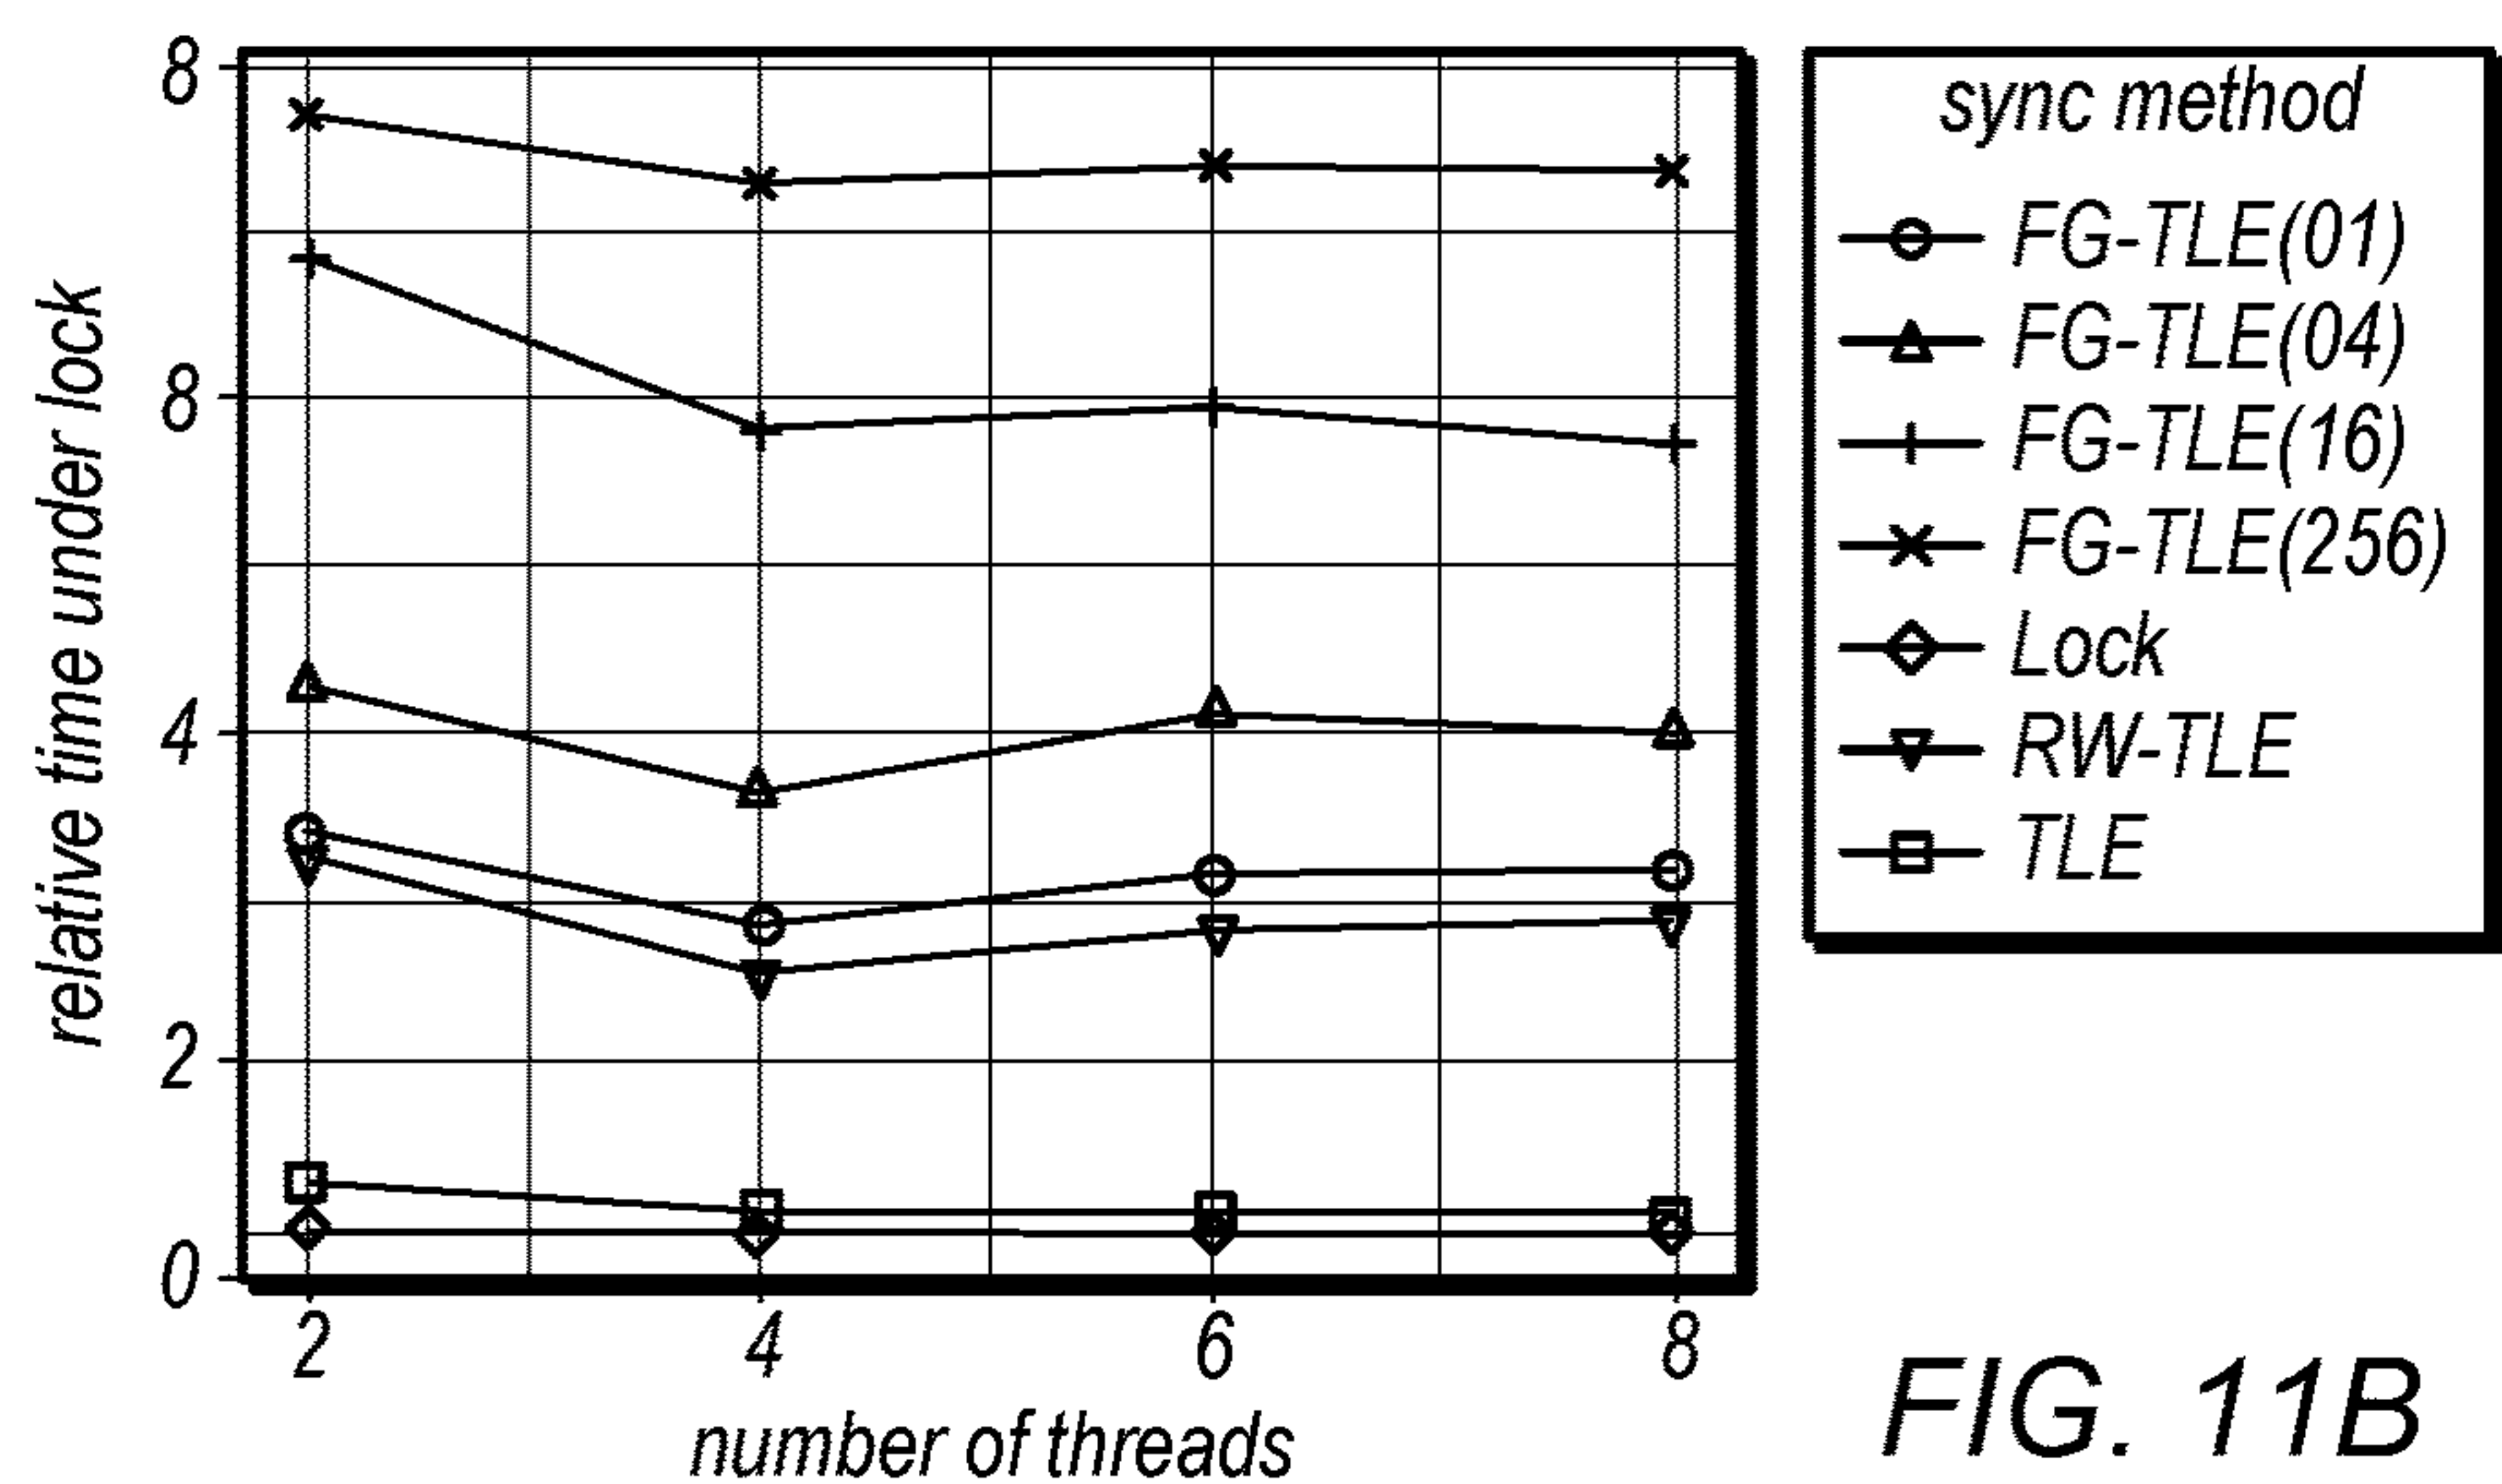 relative time under lock
8
8
4
2
0
2 4 6 8
number of threads
sync method
FG-TLE(01)
FG-TLE(04)
FG-TLE(16)
FG-TLE(256)
Lock
RW-TLE
TLE
FIG. 11B